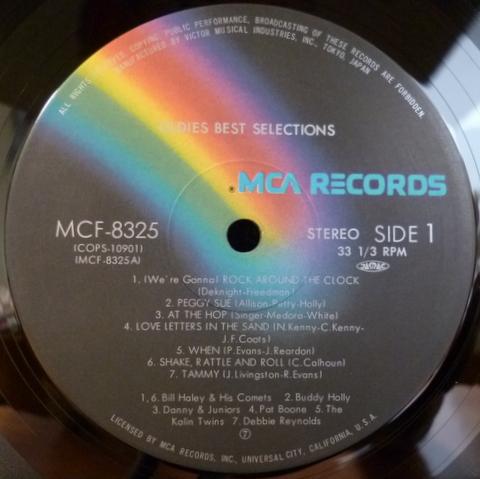 ALL RIGHTS
COPYING, PUBLIC PERFORMANCE, BROADCASTING OF THESE RECORDS ARE FORBIDDEN.
MANUFACTURED BY VICTOR MUSICAL INDUSTRIES, INC., TOKYO, JAPAN
OLDIES BEST SELECTIONS
® MCA RECORDS
MCF-8325
(COPS-10901)
(MCF-8325A)
STEREO SIDE 1
33 1/3 RPM
1. (We're Gonna) ROCK AROUND THE CLOCK
(Deknight-Freedman)
2. PEGGY SUE (Allison-Petty-Holly)
3. AT THE HOP (Singer-Medora-White)
4. LOVE LETTERS IN THE SAND (N.Kenny-C.Kenny-
J.F.Coots)
5. WHEN (P.Evans-J.Reardon)
6. SHAKE, RATTLE AND ROLL (C.Calhoun)
7. TAMMY (J.Livingston-R.Evans)
1.,6. Bill Haley & His Comets 2. Buddy Holly
3. Danny & Juniors 4. Pat Boone 5. The
Kalin Twins 7. Debbie Reynolds
⑦
LICENSED BY MCA RECORDS, INC., UNIVERSAL CITY, CALIFORNIA, U.S.A.